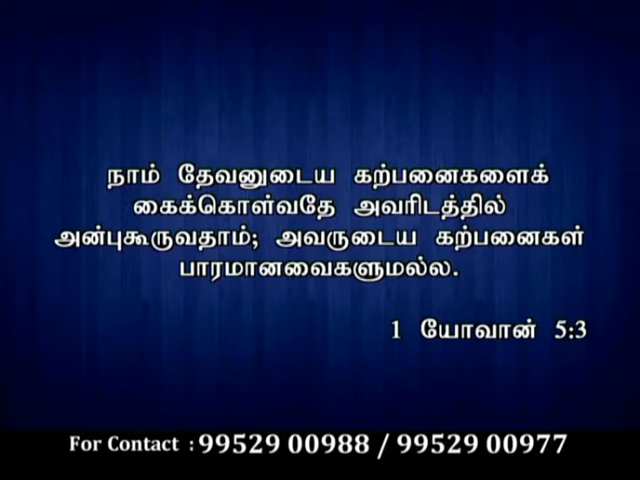 நாம் தேவனுடைய கற்பனைகளைக்
கைக்கொள்வதே அவரிடத்தில்
அன்புகூருவதாம்; அவருடைய கற்பனைகள்
பாரமானவைகளுமல்ல.
1 யோவான் 5:3
For Contact : 99529 00988 / 99529 00977